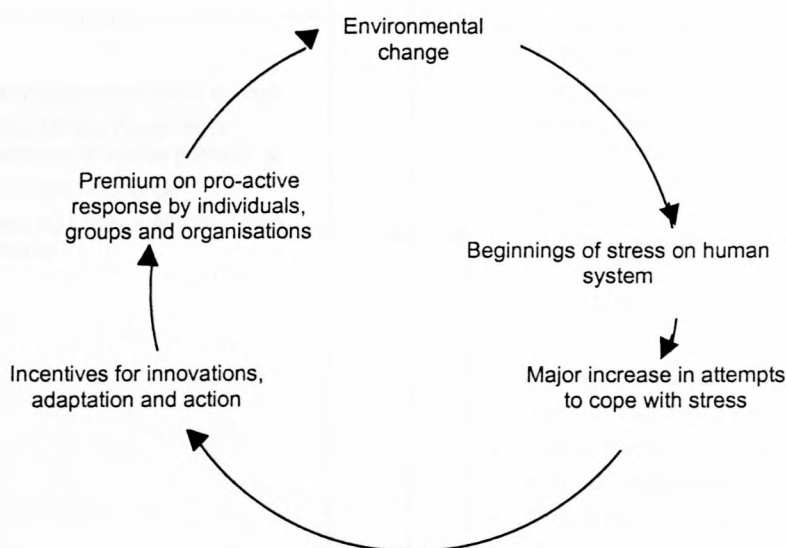 Environmental
change
Beginnings of stress on human
system
Major increase in attempts
to cope with stress
Incentives for innovations,
adaptation and action
Premium on pro-active
response by individuals,
groups and organisations